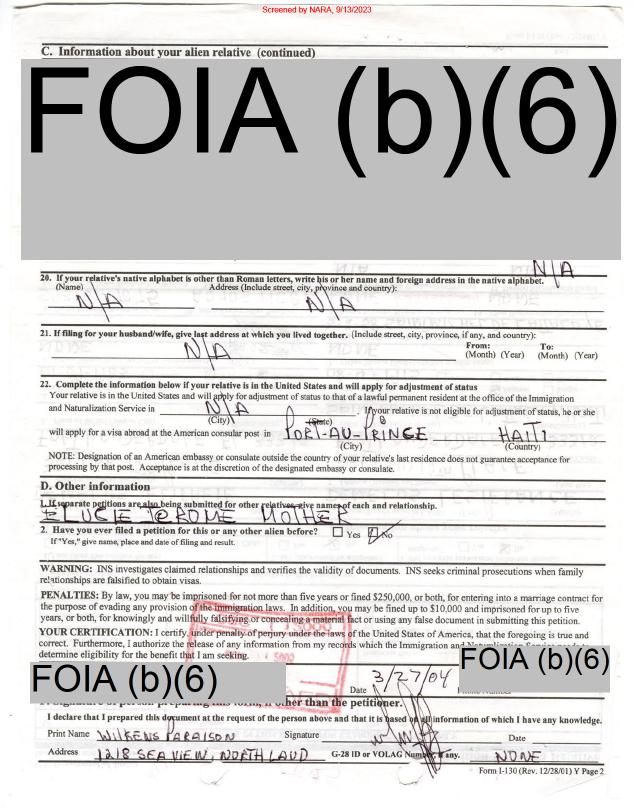 Screened by NARA, 9/13/2023
C. Information about your alien relative (continued)
FOIA (b)(6)
N/A
20. If your relative's native alphabet is other than Roman letters, write his or her name and foreign address in the native alphabet.
(Name) Address (Include street, city, province and country):
N/A N/A
21. If filing for your husband/wife, give last address at which you lived together. (Include street, city, province, if any, and country):
From: To:
N/A (Month) (Year) (Month) (Year)
22. Complete the information below if your relative is in the United States and will apply for adjustment of status
Your relative is in the United States and will apply for adjustment of status to that of a lawful permanent resident at the office of the Immigration
and Naturalization Service in N/A . If your relative is not eligible for adjustment of status, he or she
(City) (State)
will apply for a visa abroad at the American consular post in PORT-AU-PRINCE HAITI
(City) (Country)
NOTE: Designation of an American embassy or consulate outside the country of your relative's last residence does not guarantee acceptance for
processing by that post. Acceptance is at the discretion of the designated embassy or consulate.
D. Other information
1. If separate petitions are also being submitted for other relatives, give names of each and relationship.
MOTHER
2. Have you ever filed a petition for this or any other alien before? Yes No
If "Yes," give name, place and date of filing and result.
WARNING: INS investigates claimed relationships and verifies the validity of documents. INS seeks criminal prosecutions when family
relationships are falsified to obtain visas.
PENALTIES: By law, you may be imprisoned for not more than five years or fined $250,000, or both, for entering into a marriage contract for
the purpose of evading any provision of the immigration laws. In addition, you may be fined up to $10,000 and imprisoned for up to five
years, or both, for knowingly and willfully falsifying or concealing a material fact or using any false document in submitting this petition.
YOUR CERTIFICATION: I certify, under penalty of perjury under the laws of the United States of America, that the foregoing is true and
correct. Furthermore, I authorize the release of any information from my records which the Immigration and Naturalization Service needs to
determine eligibility for the benefit that I am seeking.
FOIA (b)(6) Date 3/27/04 FOIA (b)(6)
other than the petitioner.
I declare that I prepared this document at the request of the person above and that it is based on all information of which I have any knowledge.
Print Name WILKENS PARAISON Signature Date
Address 1218 SEA VIEW, NORTH LAUD G-28 ID or VOLAG Number, if any. NONE
Form I-130 (Rev. 12/28/01) Y Page 2